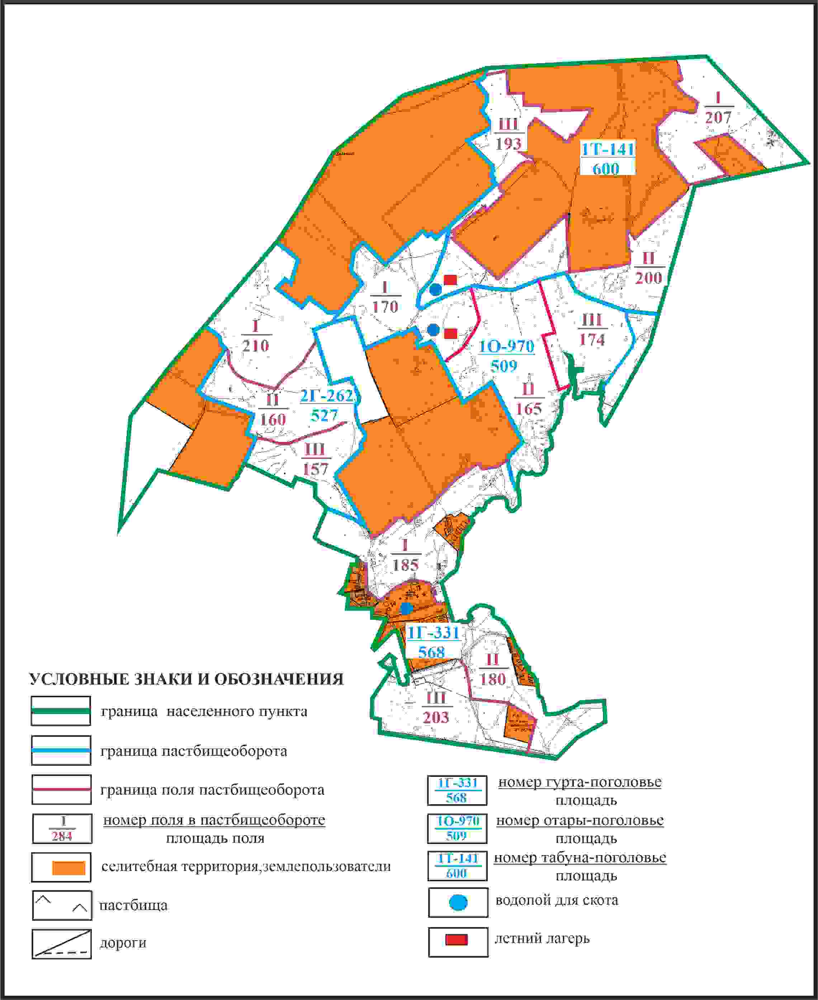 I
207
III
193
1Т-141
600
II
200
I
170
I
210
III
174
1О-970
509
II
165
II
160
2Г-262
527
III
157
I
185
1Г-331
568
II
180
III
203
УСЛОВНЫЕ ЗНАКИ И ОБОЗНАЧЕНИЯ
граница населенного пункта
граница пастбищеоборота
граница поля пастбищеоборота
I
284
номер поля в пастбищеобороте
площадь поля
селитебная территория,землепользователи
пастбища
дороги
1Г-331
568
номер гурта-поголовье
площадь
1О-970
509
номер отары-поголовье
площадь
1Т-141
600
номер табуна-поголовье
площадь
водопой для скота
летний лагерь